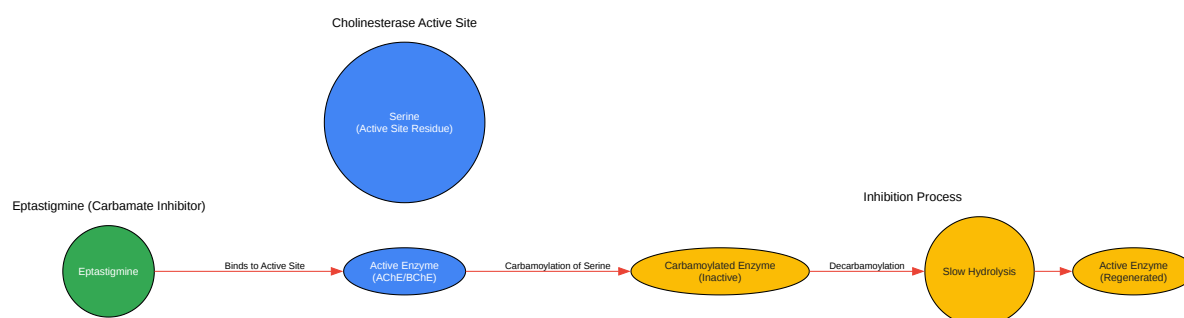 Cholinesterase Active Site
Serine
(Active Site Residue)
Eptastigmine (Carbamate Inhibitor)
Inhibition Process
Eptastigmine
Binds to Active Site
Active Enzyme
(AChE/BChE)
Carbamoylation of Serine
Carbamoylated Enzyme
(Inactive)
Decarbamoylation
Slow Hydrolysis
Active Enzyme
(Regenerated)